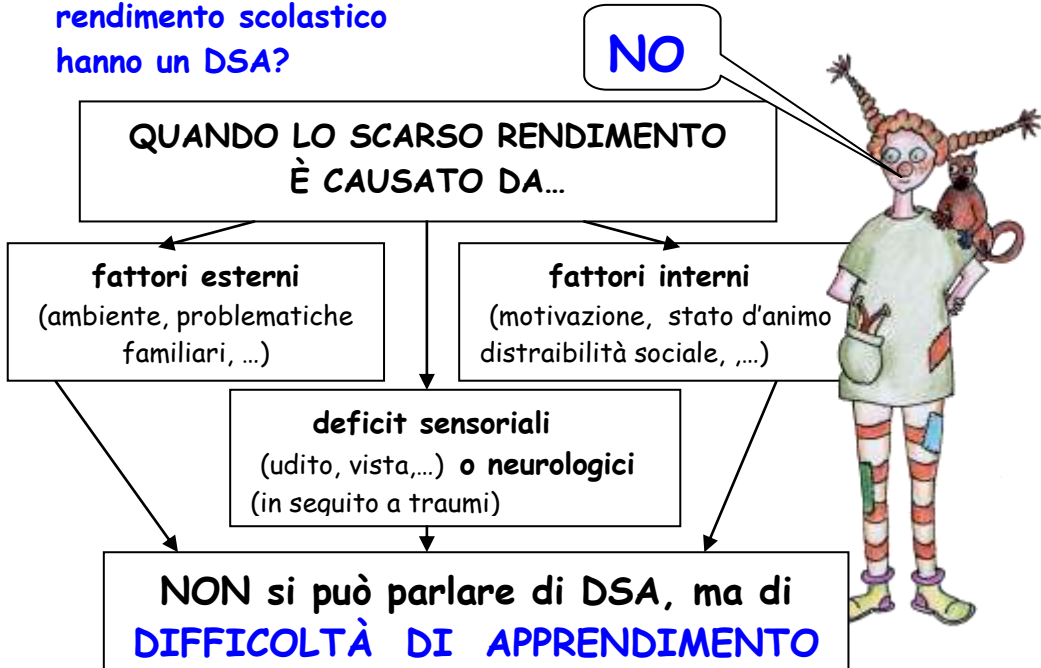 rendimento scolastico
hanno un DSA?
NO
QUANDO LO SCARSO RENDIMENTO
È CAUSATO DA…
fattori esterni
(ambiente, problematiche
familiari, …)
fattori interni
(motivazione, stato d’animo
distraibilità sociale, ,…)
deficit sensoriali
(udito, vista,…) o neurologici
(in seguito a traumi)
NON si può parlare di DSA, ma di
DIFFICOLTÀ DI APPRENDIMENTO